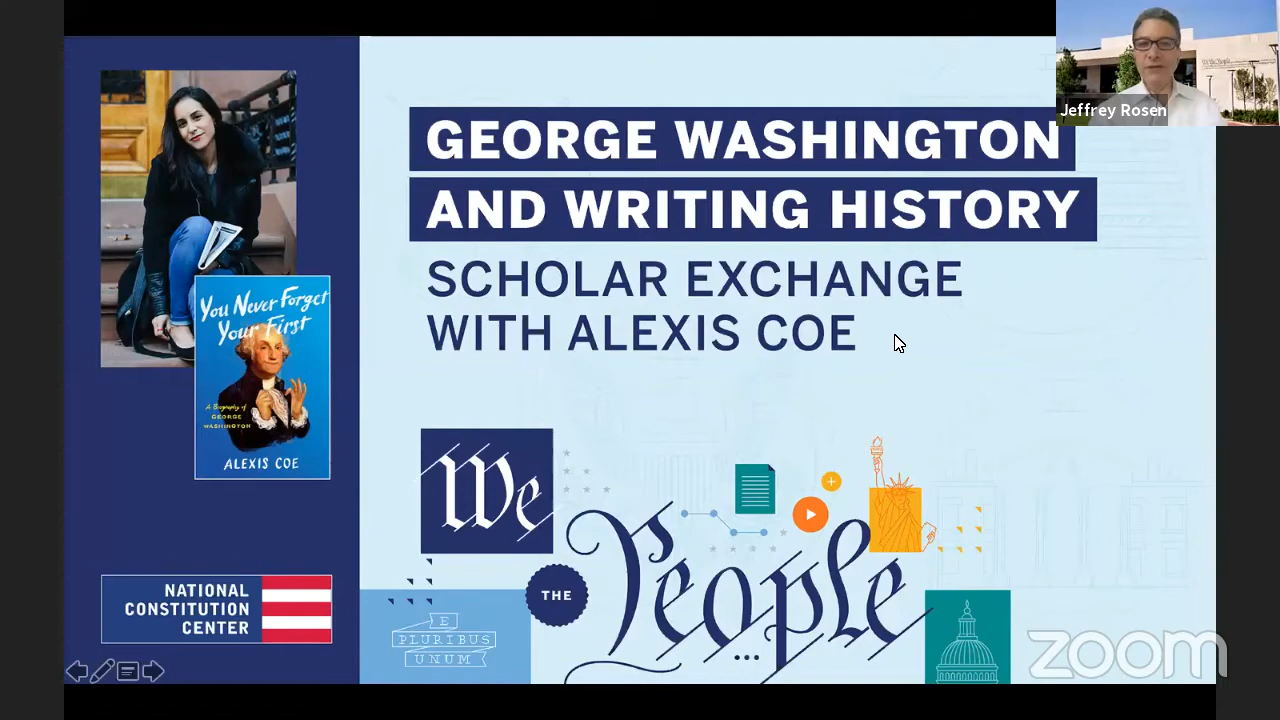 Jeffrey Rosen
GEORGE WASHINGTON
AND WRITING HISTORY
SCHOLAR EXCHANGE
WITH ALEXIS COE
You Never Forget
Your First
A Biography of
GEORGE
WASHINGTON
ALEXIS COE
We
THE
People
...
NATIONAL
CONSTITUTION
CENTER
E
PLURIBUS
UNUM
zoom